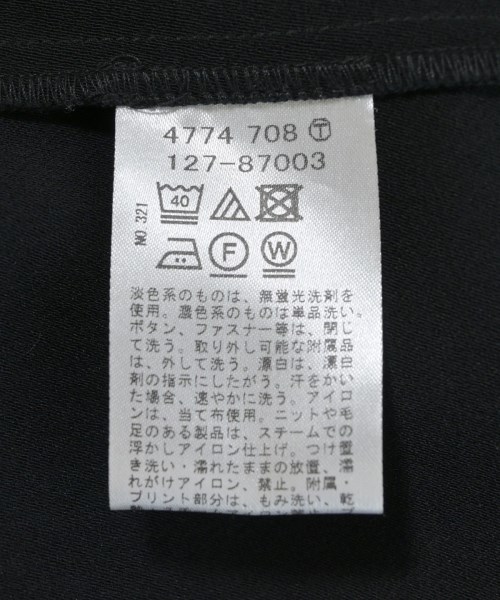 4774 708 Ⓣ
127-87003
NO.321
40
F W
淡色系のものは、無蛍光洗剤を
使用。濃色系のものは単品洗い。
ボタン、ファスナー等は、閉じ
て洗う。取り外し可能な附属品
は、外して洗う。漂白は、漂白
剤の指示にしたがう。汗をかい
た場合、速やかに洗う。アイロ
ンは、当て布使用。ニットや毛
足のある製品は、スチームでの
浮かしアイロン仕上げ。つけ置
き洗い・濡れたままの放置、濡
れがけアイロン、禁止。附属・
プリント部分は、もみ洗い、乾